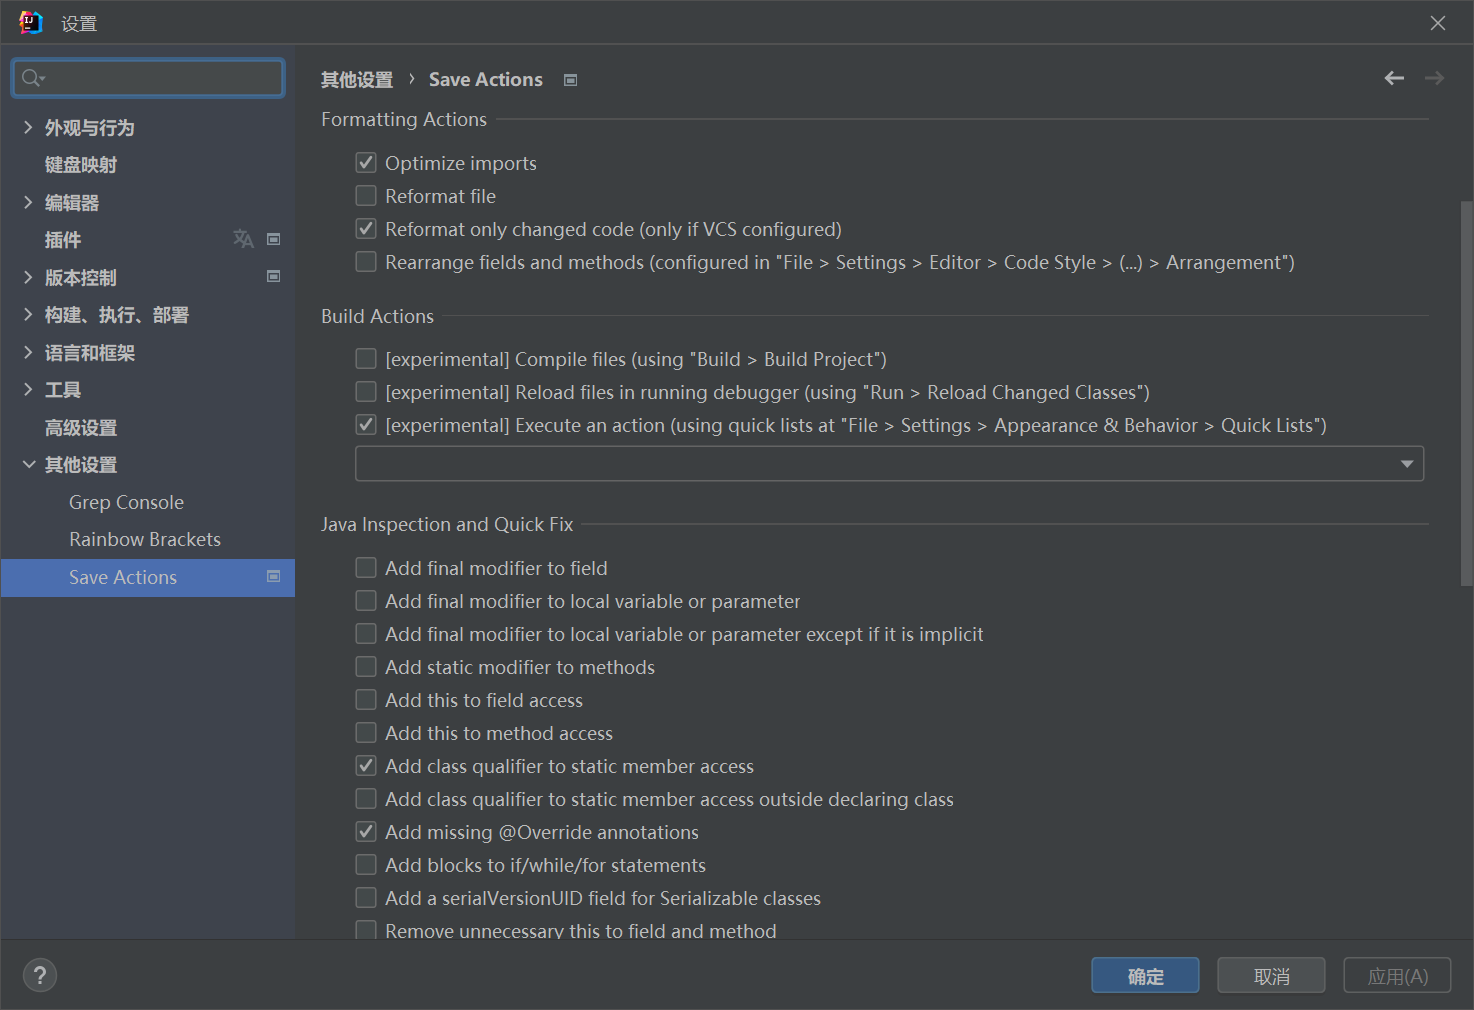 设置
外观与行为
键盘映射
编辑器
插件
版本控制
构建、执行、部署
语言和框架
工具
高级设置
其他设置
Grep Console
Rainbow Brackets
Save Actions
其他设置 › Save Actions
Formatting Actions
Optimize imports
Reformat file
Reformat only changed code (only if VCS configured)
Rearrange fields and methods (configured in "File > Settings > Editor > Code Style > (...) > Arrangement")
Build Actions
[experimental] Compile files (using "Build > Build Project")
[experimental] Reload files in running debugger (using "Run > Reload Changed Classes")
[experimental] Execute an action (using quick lists at "File > Settings > Appearance & Behavior > Quick Lists")
Java Inspection and Quick Fix
Add final modifier to field
Add final modifier to local variable or parameter
Add final modifier to local variable or parameter except if it is implicit
Add static modifier to methods
Add this to field access
Add this to method access
Add class qualifier to static member access
Add class qualifier to static member access outside declaring class
Add missing @Override annotations
Add blocks to if/while/for statements
Add a serialVersionUID field for Serializable classes
Remove unnecessary this to field and method
?
确定
取消
应用(A)